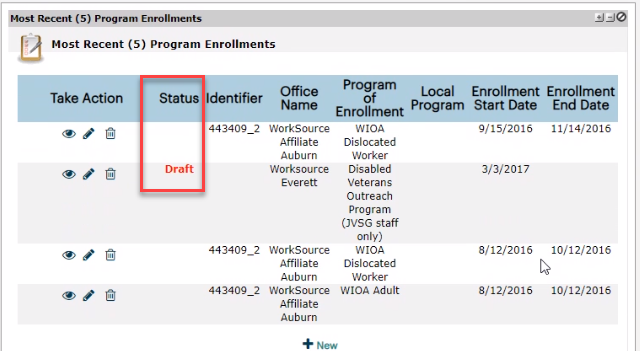 Most Recent (5) Program Enrollments
Most Recent (5) Program Enrollments
Take Action Status Identifier Office Name Program of Enrollment Local Program Enrollment Start Date Enrollment End Date
443409_2 WorkSource Affiliate Auburn WIOA Dislocated Worker 9/15/2016 11/14/2016
Draft Worksource Everett Disabled Veterans Outreach Program (JVSG staff only) 3/3/2017
443409_2 WorkSource Affiliate Auburn WIOA Dislocated Worker 8/12/2016 10/12/2016
443409_2 WorkSource Affiliate Auburn WIOA Adult 8/12/2016 10/12/2016
+ New